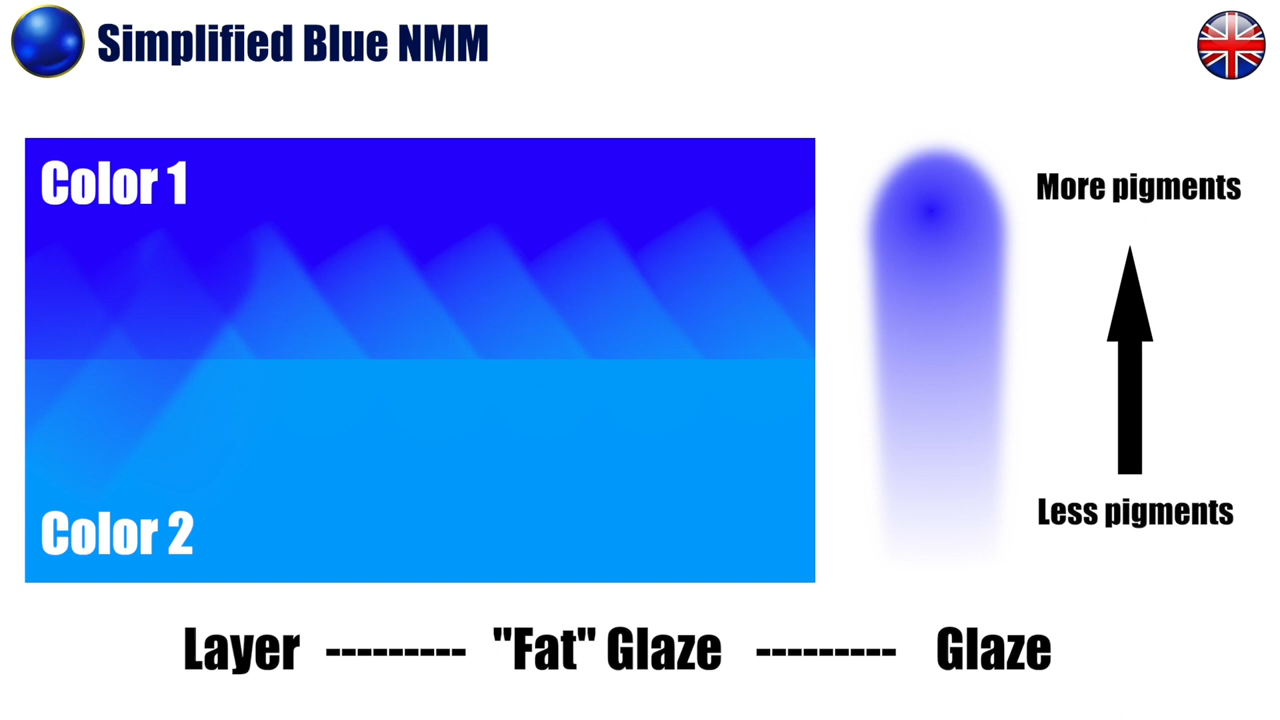 Simplified Blue NMM
Color 1
More pigments
Less pigments
Color 2
Layer --------- "Fat" Glaze --------- Glaze